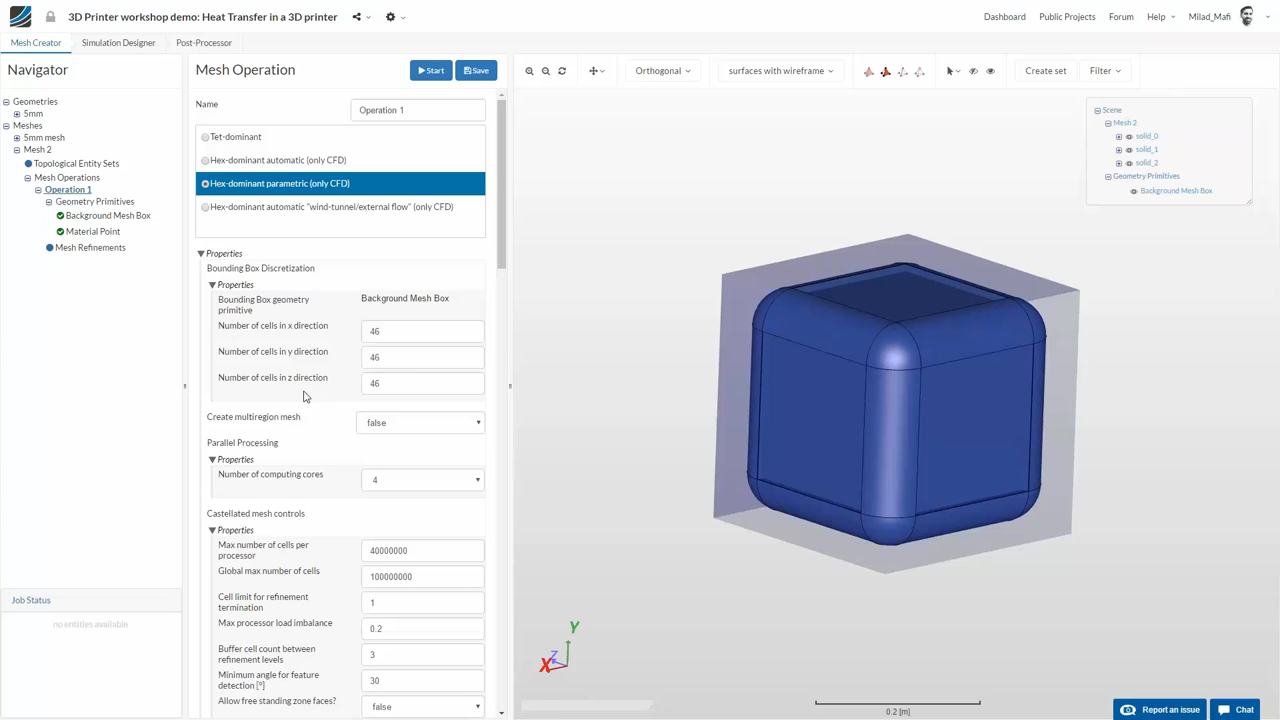 3D Printer workshop demo: Heat Transfer in a 3D printer
Dashboard
Public Projects
Forum
Help
Milad_Mafi
Mesh Creator
Simulation Designer
Post-Processor
Navigator
Geometries
5mm
Meshes
5mm mesh
Mesh 2
Topological Entity Sets
Mesh Operations
Operation 1
Geometry Primitives
Background Mesh Box
Material Point
Mesh Refinements
Job Status
no entities available
Mesh Operation
Start
Save
Name
Operation 1
Tet-dominant
Hex-dominant automatic (only CFD)
Hex-dominant parametric (only CFD)
Hex-dominant automatic "wind-tunnel/external flow" (only CFD)
Properties
Bounding Box Discretization
Properties
Bounding Box geometry
primitive
Background Mesh Box
Number of cells in x direction
46
Number of cells in y direction
46
Number of cells in z direction
46
Create multiregion mesh
false
Parallel Processing
Properties
Number of computing cores
4
Castellated mesh controls
Properties
Max number of cells per
processor
40000000
Global max number of cells
100000000
Cell limit for refinement
termination
1
Max processor load imbalance
0.2
Buffer cell count between
refinement levels
3
Minimum angle for feature
detection [°]
30
Allow free standing zone faces?
false
Orthogonal
surfaces with wireframe
Create set
Filter
Scene
Mesh 2
solid_0
solid_1
solid_2
Geometry Primitives
Background Mesh Box
Y
Z
X
0.2 [m]
Report an issue
Chat